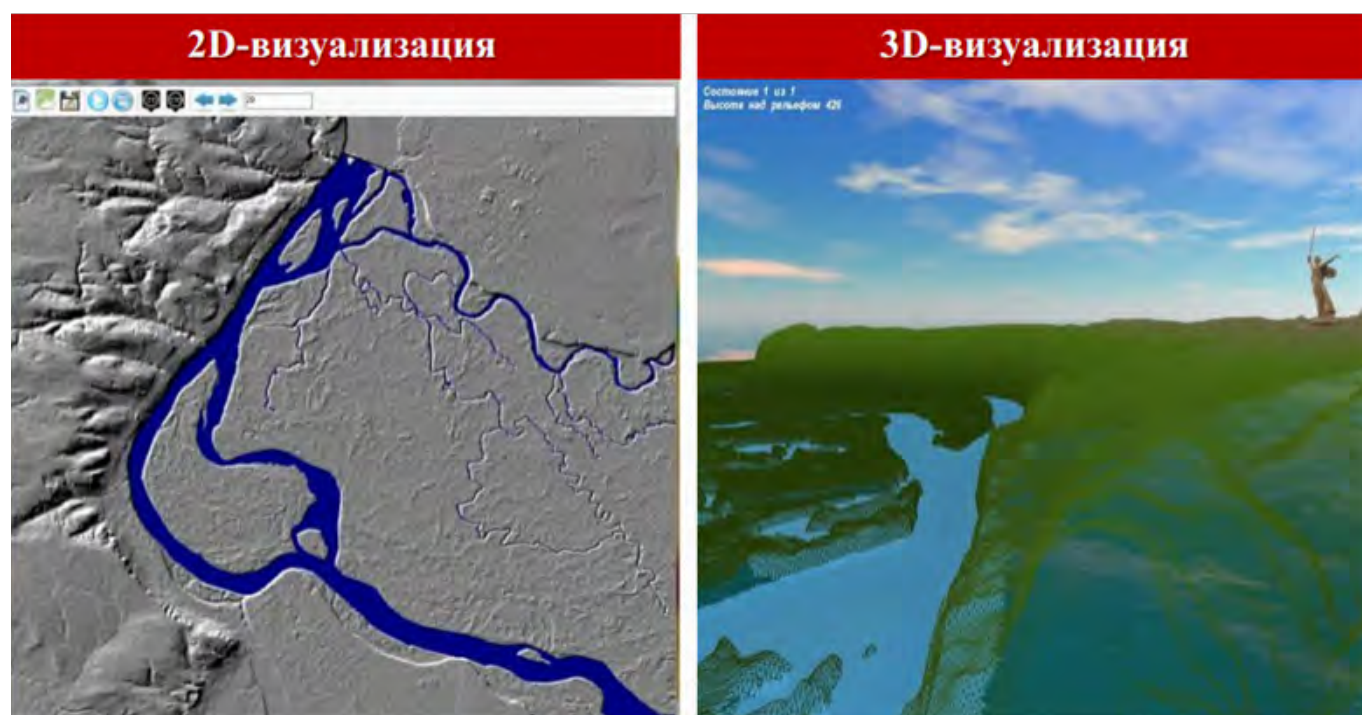 2D-визуализация
3D-визуализация
Состояние 1 из 1
Высота над рельефом 426